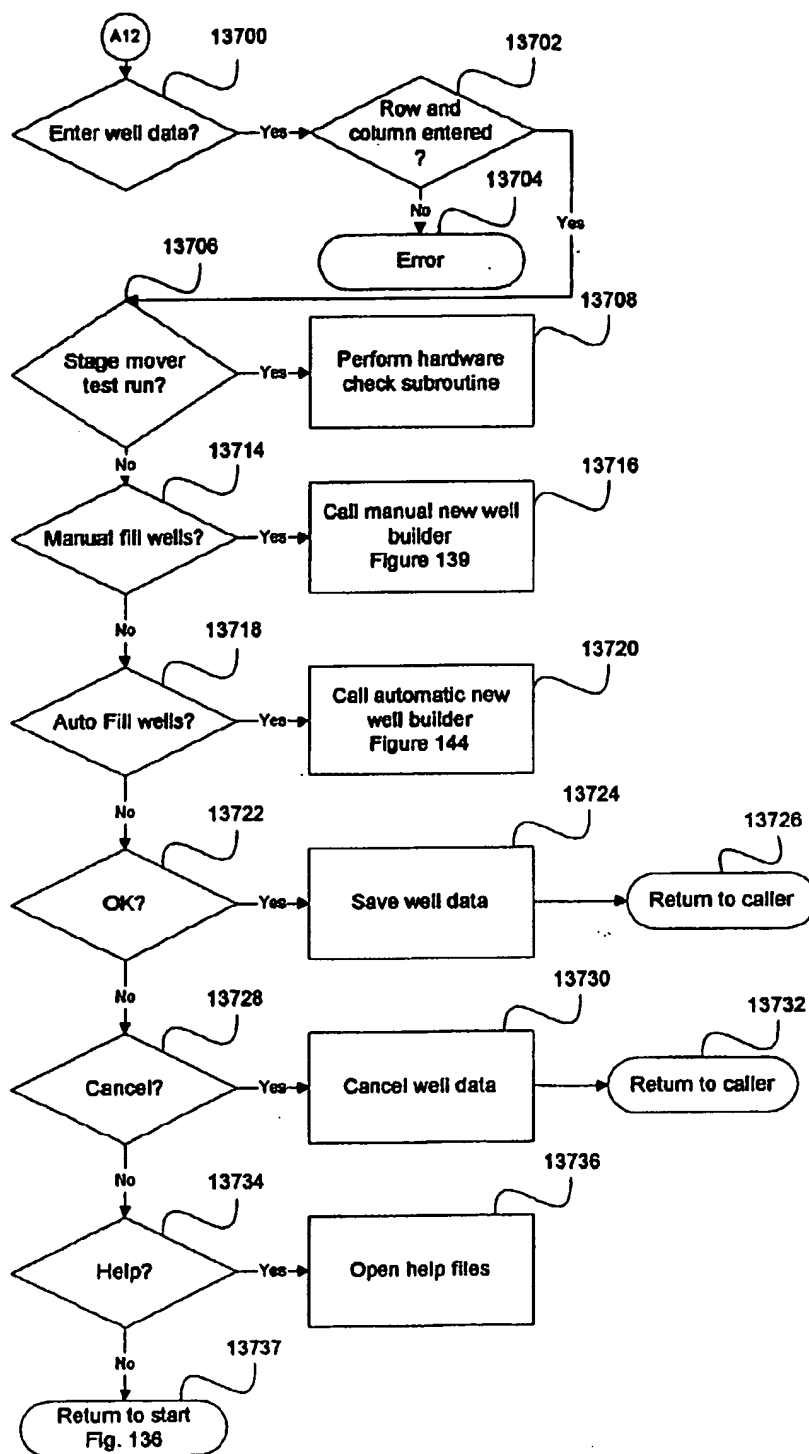 A12
13700
13702
Enter well data?
Yes
Row and
column entered
?
13704
No
Yes
Error
13706
13708
Stage mover
test run?
Yes
Perform hardware
check subroutine
No
13714
13716
Manual fill wells?
Yes
Call manual new well
builder
Figure 139
No
13718
13720
Auto Fill wells?
Yes
Call automatic new
well builder
Figure 144
No
13722
13724
13726
OK?
Yes
Save well data
Return to caller
No
13728
13730
13732
Cancel?
Yes
Cancel well data
Return to caller
No
13734
13736
Help?
Yes
Open help files
No
13737
Return to start
Fig. 136